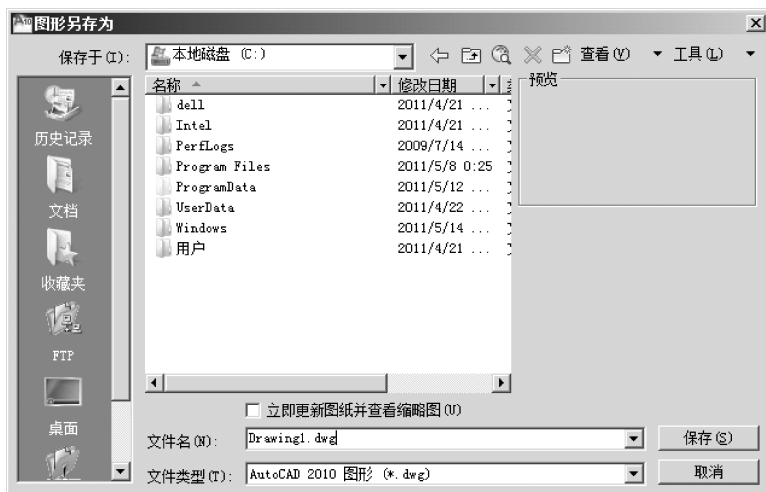 图形另存为
保存于(I): 本地磁盘 (C:) 查看(V) 工具(L)
名称 修改日期
dell 2011/4/21 ...
Intel 2011/4/21 ...
PerfLogs 2009/7/14 ...
Program Files 2011/5/8 0:25
ProgramData 2011/5/12 ...
UserData 2011/4/22 ...
Windows 2011/5/14 ...
用户 2011/4/21 ...
预览
历史记录
文档
收藏夹
FTP
桌面
立即更新图纸并查看缩略图(U)
文件名(N): Drawing1.dwg 保存(S)
文件类型(T): AutoCAD 2010 图形 (*.dwg) 取消